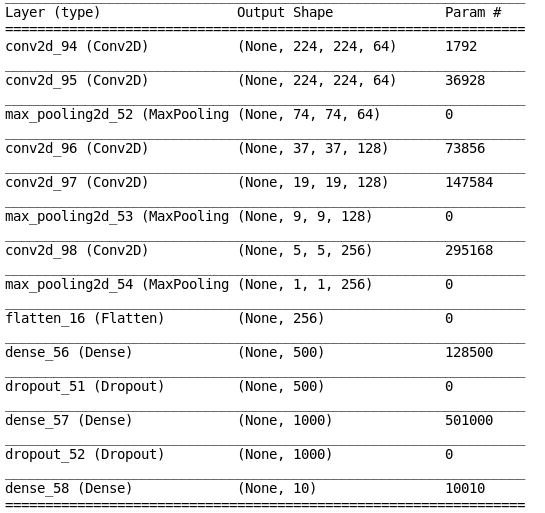 Layer (type) Output Shape Param #
conv2d_94 (Conv2D) (None, 224, 224, 64) 1792
conv2d_95 (Conv2D) (None, 224, 224, 64) 36928
max_pooling2d_52 (MaxPooling (None, 74, 74, 64) 0
conv2d_96 (Conv2D) (None, 37, 37, 128) 73856
conv2d_97 (Conv2D) (None, 19, 19, 128) 147584
max_pooling2d_53 (MaxPooling (None, 9, 9, 128) 0
conv2d_98 (Conv2D) (None, 5, 5, 256) 295168
max_pooling2d_54 (MaxPooling (None, 1, 1, 256) 0
flatten_16 (Flatten) (None, 256) 0
dense_56 (Dense) (None, 500) 128500
dropout_51 (Dropout) (None, 500) 0
dense_57 (Dense) (None, 1000) 501000
dropout_52 (Dropout) (None, 1000) 0
dense_58 (Dense) (None, 10) 10010